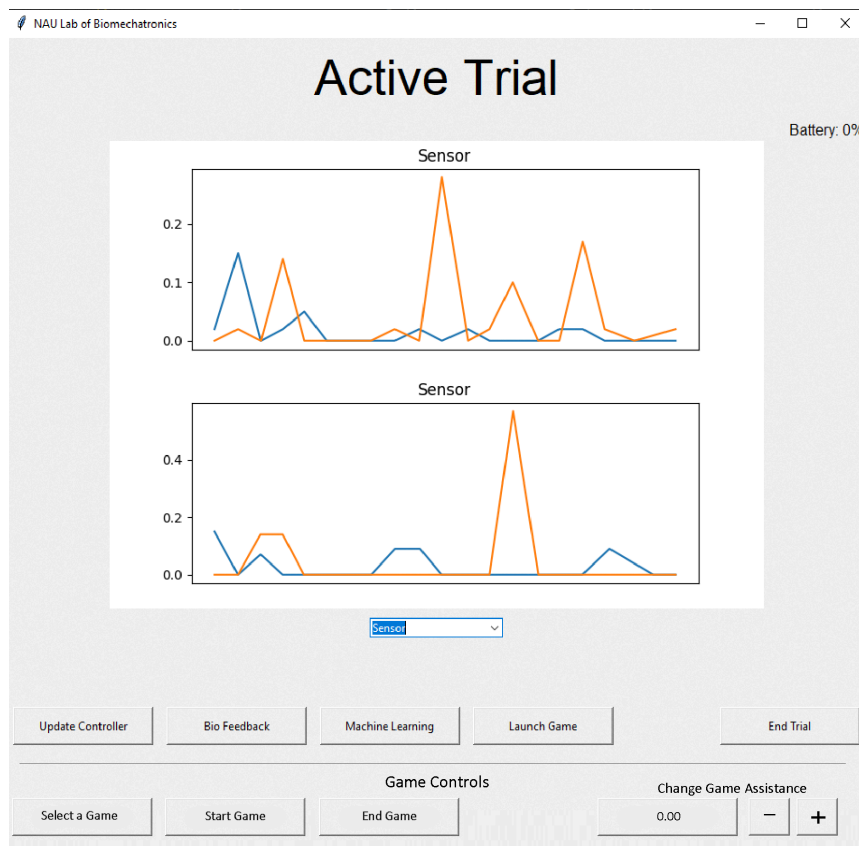 NAU Lab of Biomechatronics
Active Trial
Battery: 0%
Sensor
0.2
0.1
0.0
Sensor
0.4
0.2
0.0
Sensor
Update Controller
Bio Feedback
Machine Learning
Launch Game
End Trial
Game Controls
Change Game Assistance
Select a Game
Start Game
End Game
0.00
−
+